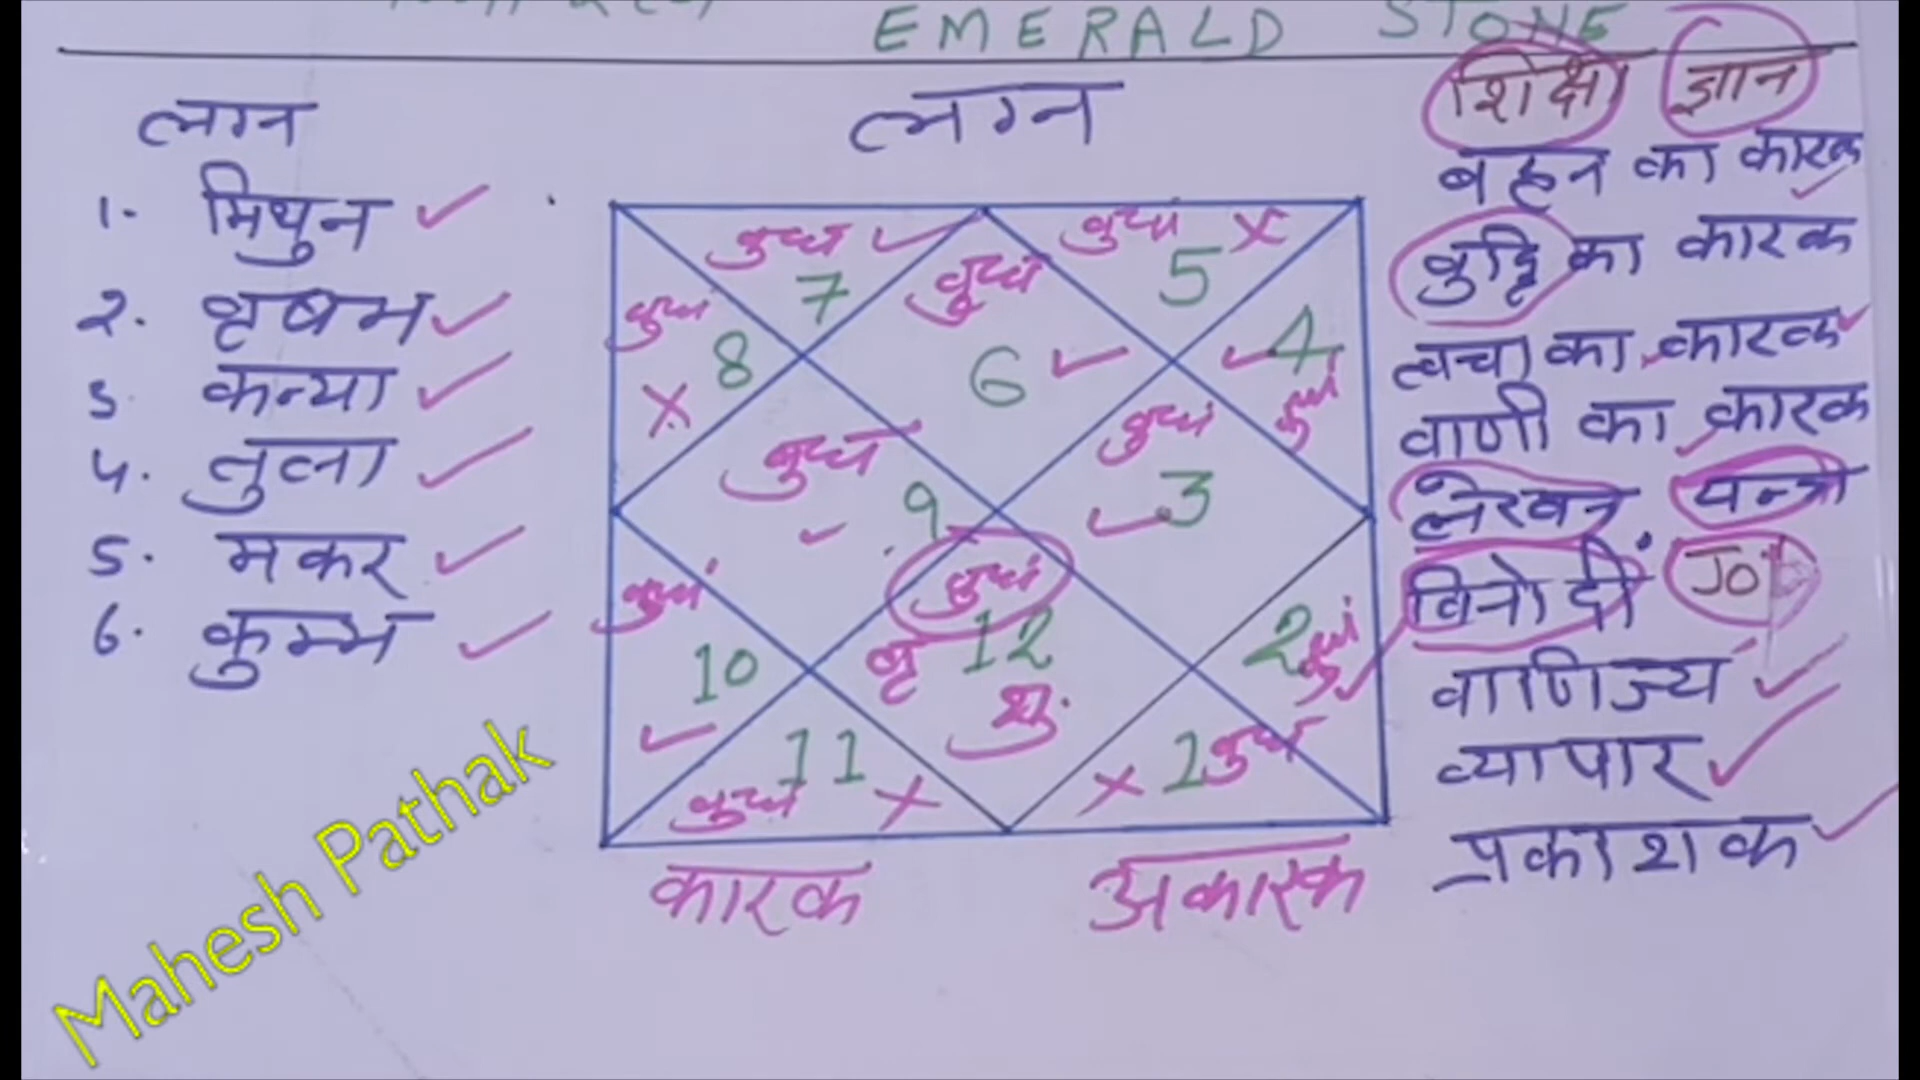 EMERALD STONE
लग्न
1. मिथुन
2. वृषभ
3 कन्या
4. तुला
5. मकर
6. कुम्भ
लग्न
बुध
बुध
बुध
7
5
बुध
8
6
4
बुध
बुध
बुध
9
3
बुध
बुध
10
12
2
बुध
बृ
शु.
11
1 बुध
बुध
कारक
अकारक
शिक्षा ज्ञान
बहन का कारक
बुद्धि का कारक
त्वचा का कारक
वाणी का कारक
लेखन
विनोदी
वाणिज्य
व्यापार
प्रकाशक
Mahesh Pathak